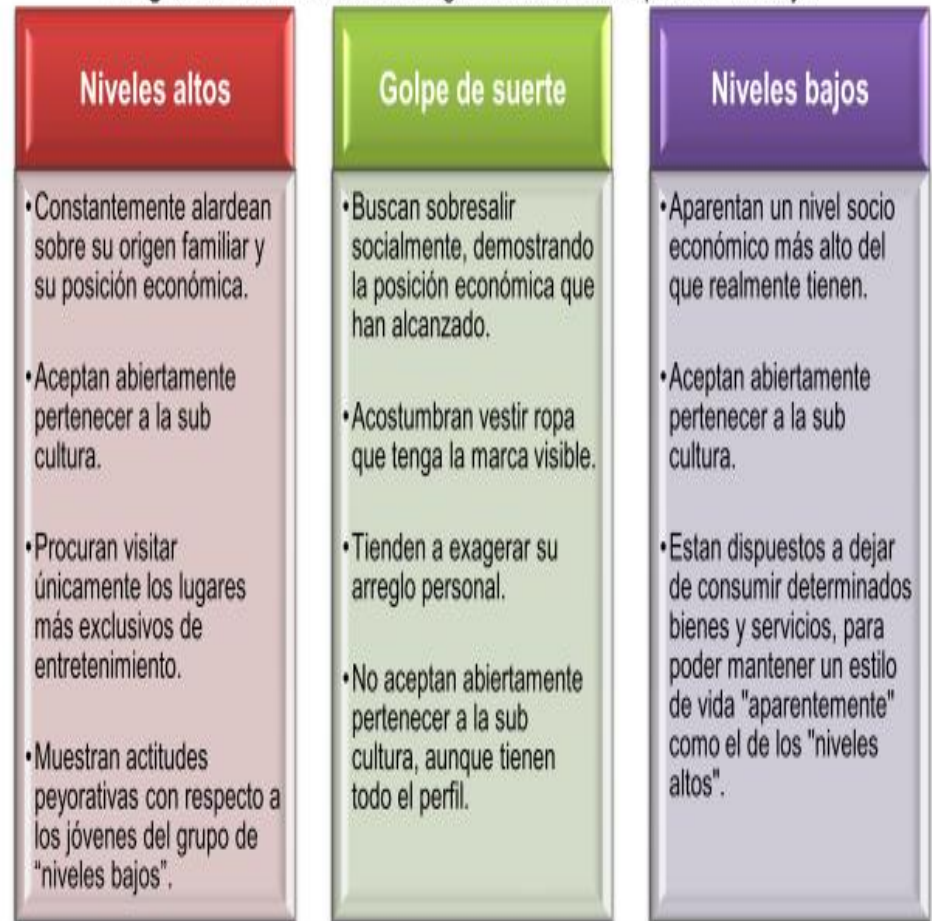 Niveles altos
•Constantemente alardean
sobre su origen familiar y
su posición económica.
•Aceptan abiertamente
pertenecer a la sub
cultura.
•Procuran visitar
únicamente los lugares
más exclusivos de
entretenimiento.
•Muestran actitudes
peyorativas con respecto a
los jóvenes del grupo de
“niveles bajos”.
Golpe de suerte
•Buscan sobresalir
socialmente, demostrando
la posición económica que
han alcanzado.
•Acostumbran vestir ropa
que tenga la marca visible.
•Tienden a exagerar su
arreglo personal.
•No aceptan abiertamente
pertenecer a la sub
cultura, aunque tienen
todo el perfil.
Niveles bajos
•Aparentan un nivel socio
económico más alto del
que realmente tienen.
•Aceptan abiertamente
pertenecer a la sub
cultura.
•Estan dispuestos a dejar
de consumir determinados
bienes y servicios, para
poder mantener un estilo
de vida "aparentemente"
como el de los "niveles
altos".